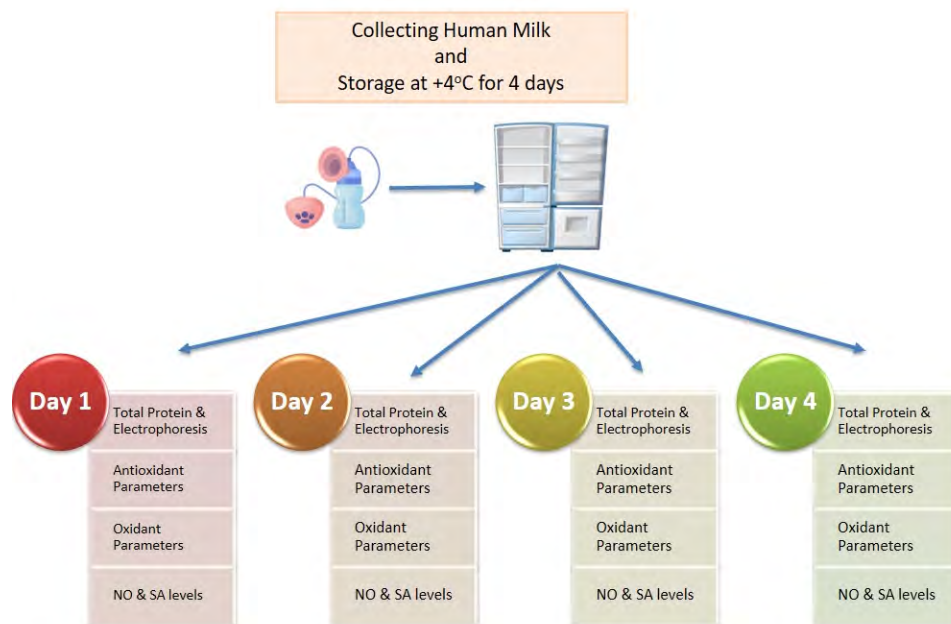 Collecting Human Milk
and
Storage at +4°C for 4 days
Day 1
Total Protein &
Electrophoresis
Antioxidant
Parameters
Oxidant
Parameters
NO & SA levels
Day 2
Total Protein &
Electrophoresis
Antioxidant
Parameters
Oxidant
Parameters
NO & SA levels
Day 3
Total Protein &
Electrophoresis
Antioxidant
Parameters
Oxidant
Parameters
NO & SA levels
Day 4
Total Protein &
Electrophoresis
Antioxidant
Parameters
Oxidant
Parameters
NO & SA levels